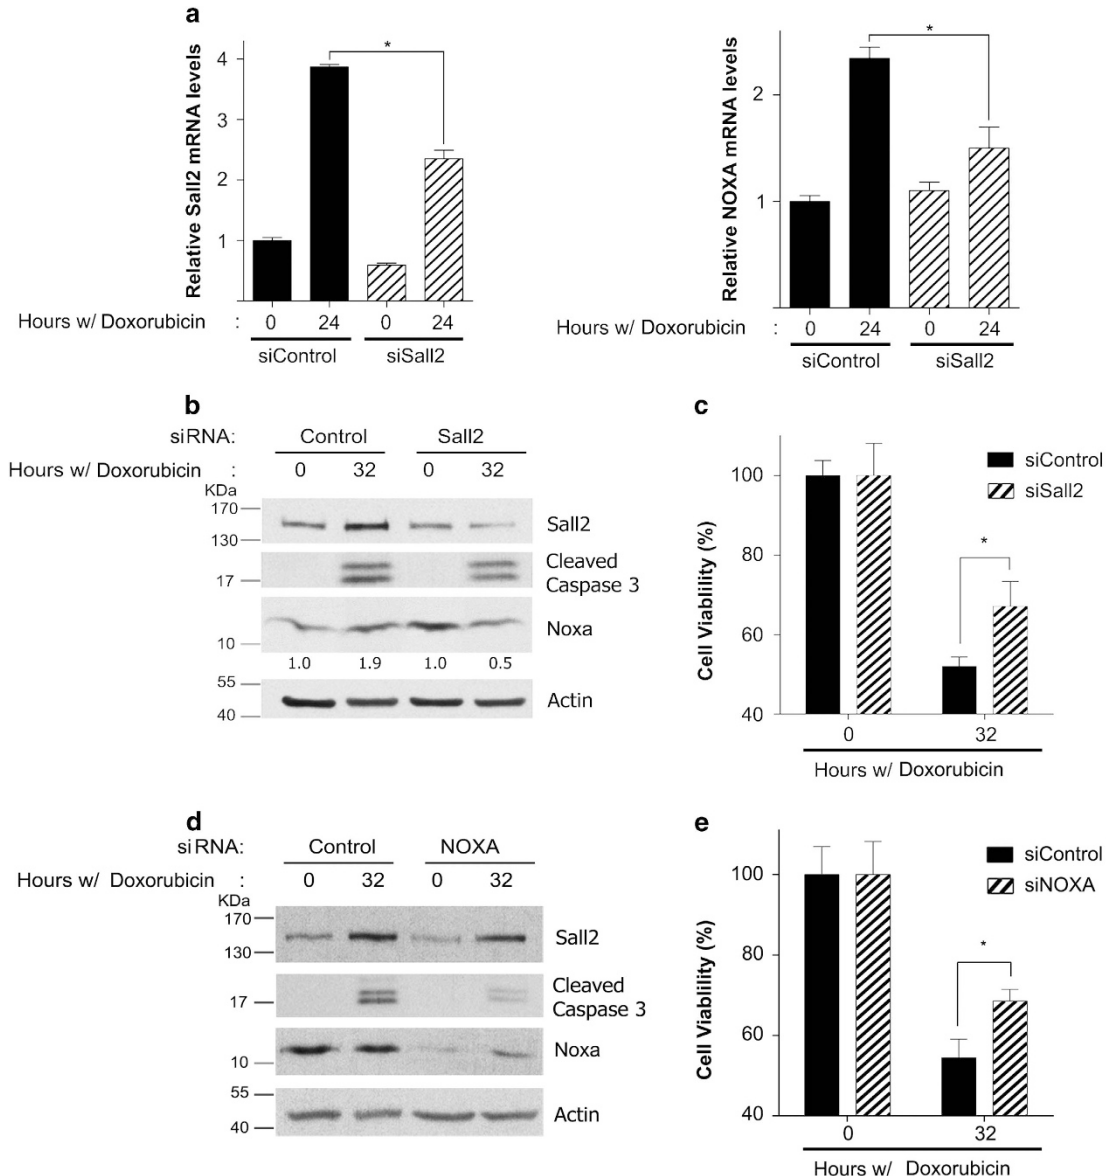 a
Relative Sall2 mRNA levels
4
3
2
1
*
Hours w/ Doxorubicin : 0 24 0 24
siControl siSall2
Relative NOXA mRNA levels
2
1
*
Hours w/ Doxorubicin : 0 24 0 24
siControl siSall2
b
siRNA: Control Sall2
Hours w/ Doxorubicin : 0 32 0 32
KDa
170
130
Sall2
17
Cleaved
Caspase 3
10
Noxa
1.0 1.9 1.0 0.5
55
40
Actin
c
siControl
siSall2
Cell Viablility (%)
100
80
60
40
*
0 32
Hours w/ Doxorubicin
d
siRNA: Control NOXA
Hours w/ Doxorubicin : 0 32 0 32
KDa
170
130
Sall2
17
Cleaved
Caspase 3
10
Noxa
55
40
Actin
e
siControl
siNOXA
Cell Viablility (%)
100
80
60
40
*
0 32
Hours w/ Doxorubicin